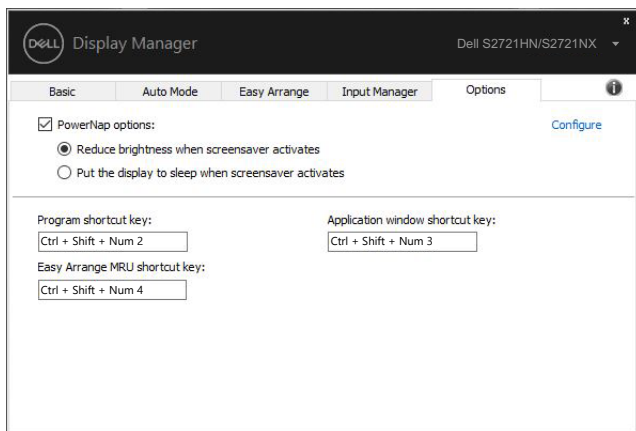 x
DELL Display Manager
Dell S2721HN/S2721NX
Basic Auto Mode Easy Arrange Input Manager Options i
PowerNap options: Configure
Reduce brightness when screensaver activates
Put the display to sleep when screensaver activates
Program shortcut key: Application window shortcut key:
Ctrl + Shift + Num 2 Ctrl + Shift + Num 3
Easy Arrange MRU shortcut key:
Ctrl + Shift + Num 4